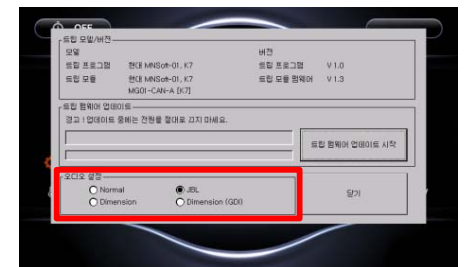 OFF
트립 모델/버전
모델 버전
트립 프로그램 현대 MNSoft-01, K7 트립 프로그램 V 1.0
트립 모듈 현대 MNSoft-01, K7 트립 모듈 펌웨어 V 1.3
MG01-CAN-A [K7]
트립 펌웨어 업데이트
경고 ! 업데이트 중에는 전원을 절대로 끄지 마세요.
트립 펌웨어 업데이트 시작
오디오 설정
Normal JBL
Dimension Dimension (GDI)
닫기